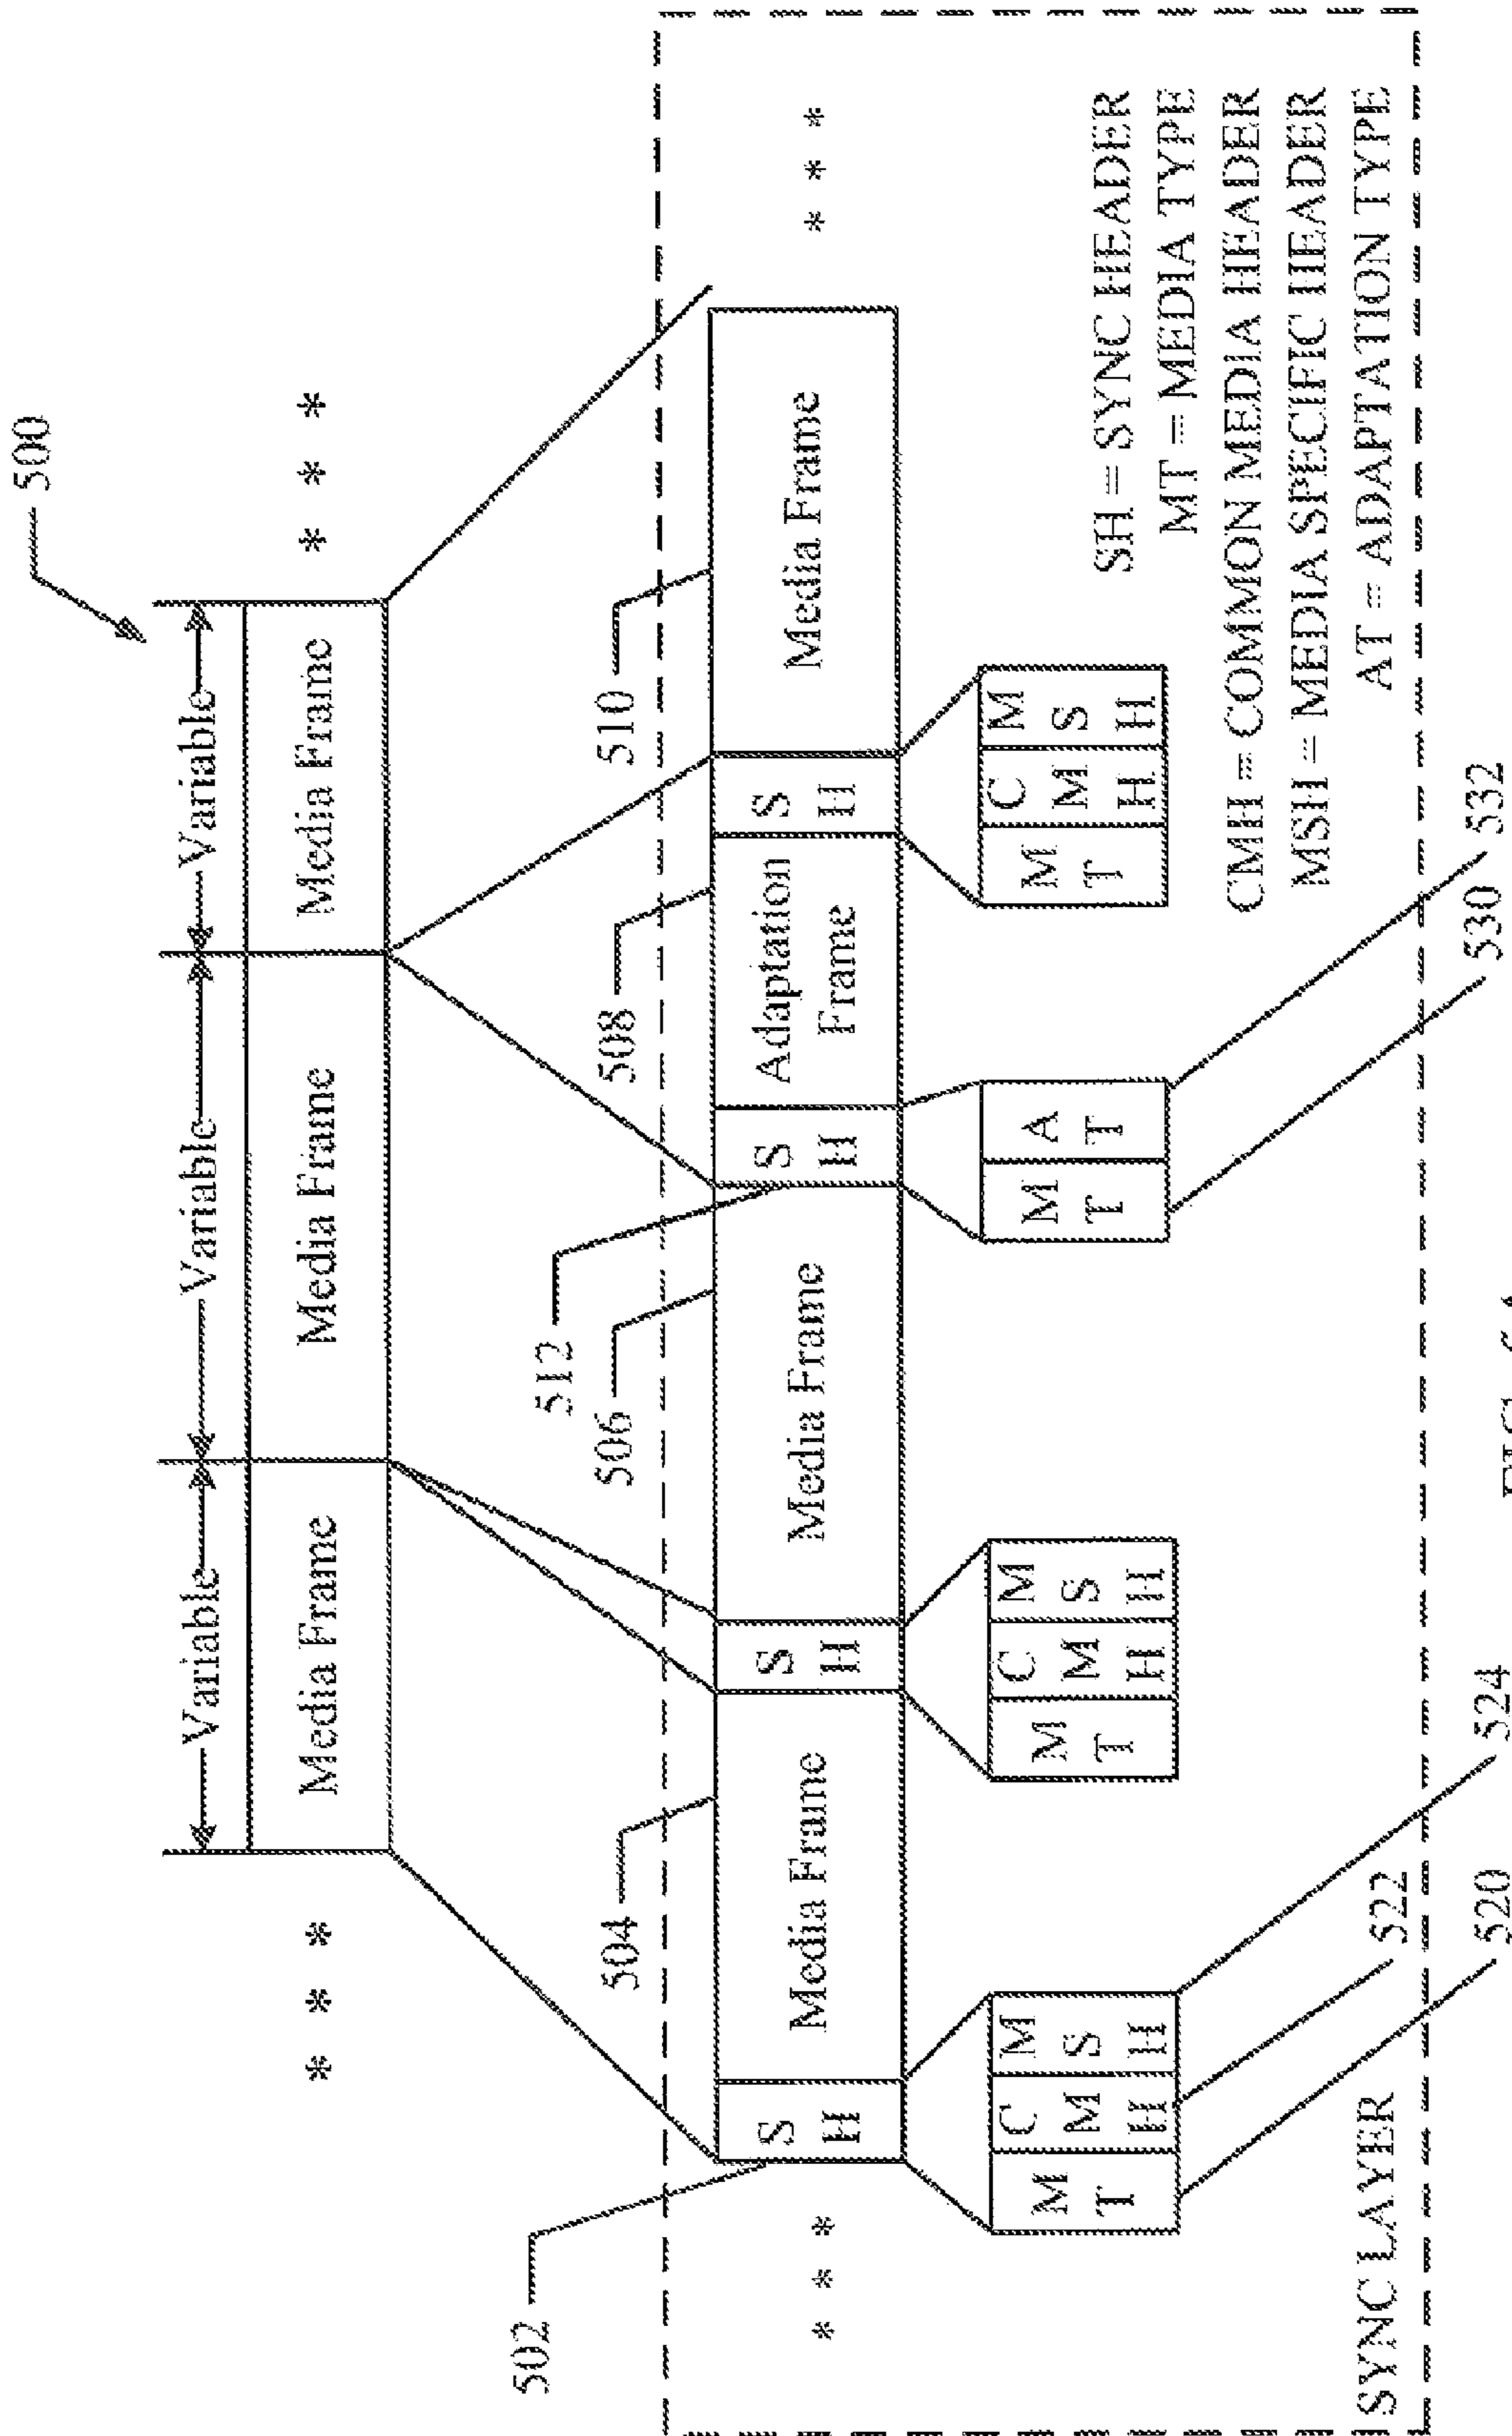 500
Variable
Variable
Variable
* * *
Media Frame
Media Frame
Media Frame
* * *
502
504
506
512
508
510
* * *
S H
Media Frame
S H
Media Frame
S H
Adaptation Frame
S H
Media Frame
* * *
M T
C M H
M S H
M T
C M H
M S H
M T
A T
M T
C M H
M S H
SH = SYNC HEADER
MT = MEDIA TYPE
CMH = COMMON MEDIA HEADER
MSH = MEDIA SPECIFIC HEADER
AT = ADAPTATION TYPE
SYNC LAYER
522
520
524
530
532